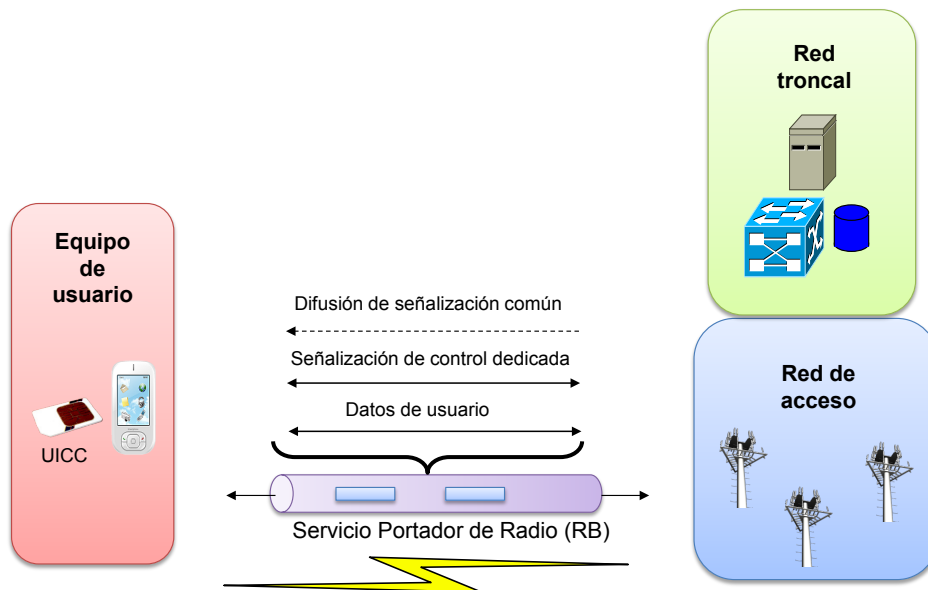 Red
troncal
Equipo
de
usuario
UICC
Difusión de señalización común
Señalización de control dedicada
Datos de usuario
Servicio Portador de Radio (RB)
Red de
acceso